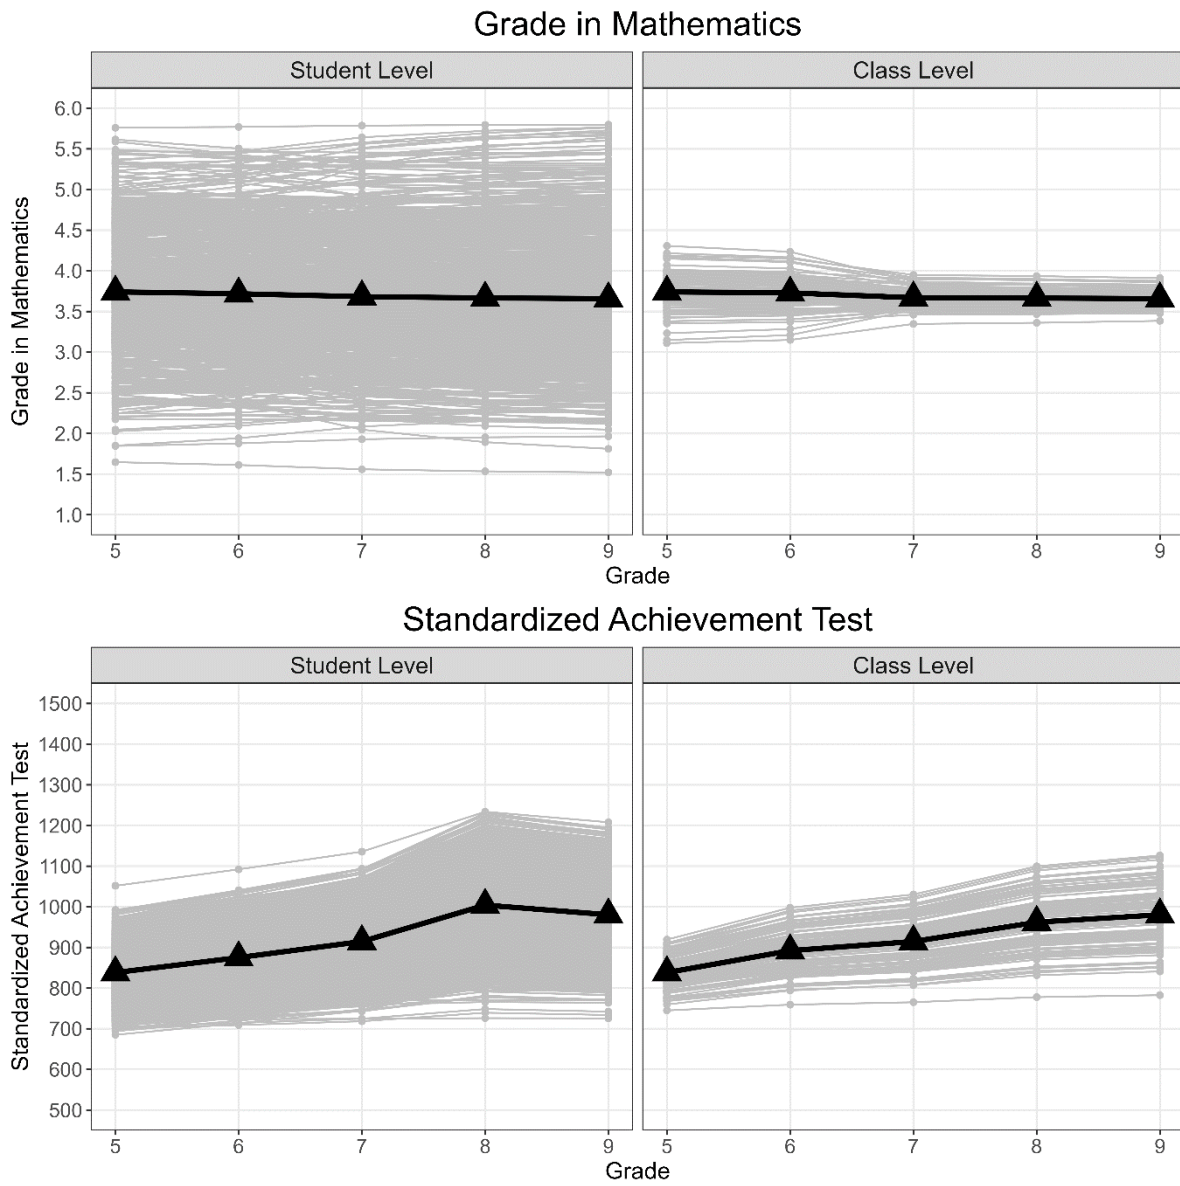 Grade in Mathematics
Student Level
Class Level
Grade in Mathematics
6.0
5.5
5.0
4.5
4.0
3.5
3.0
2.5
2.0
1.5
1.0
5 6 7 8 9
5 6 7 8 9
Grade
Standardized Achievement Test
Student Level
Class Level
Standardized Achievement Test
1500
1400
1300
1200
1100
1000
900
800
700
600
500
5 6 7 8 9
5 6 7 8 9
Grade